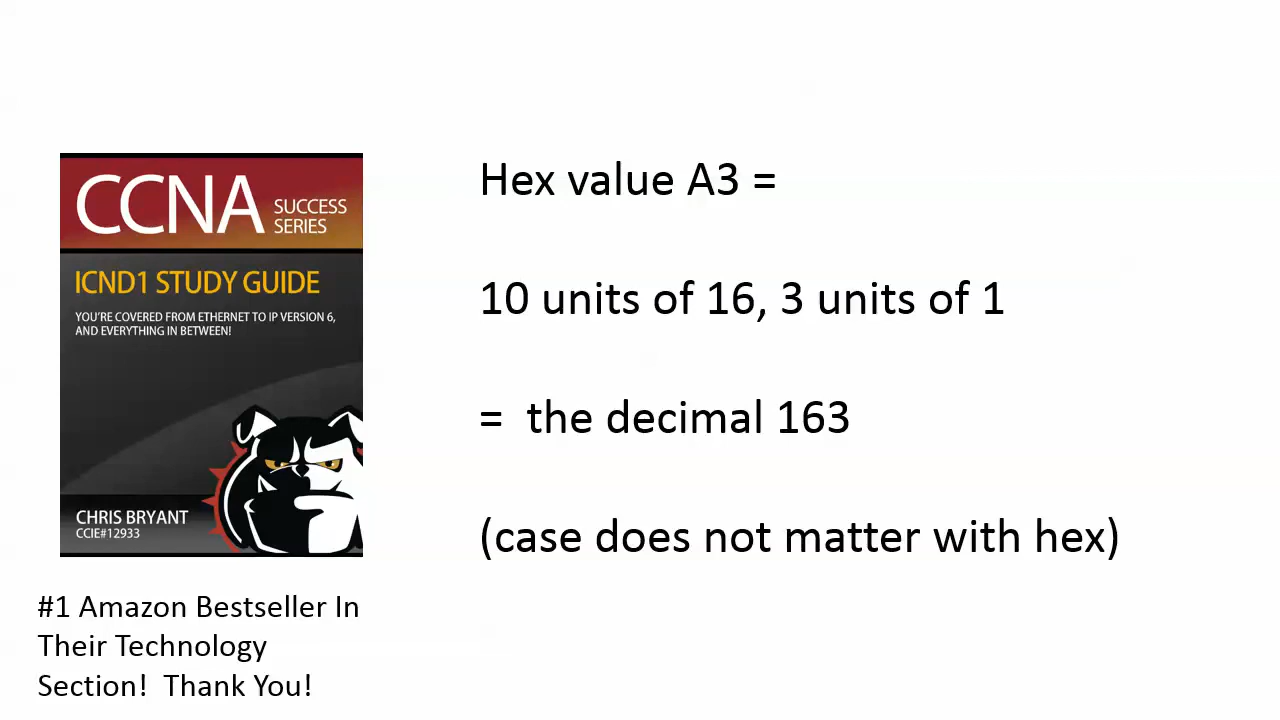 CCNA SUCCESS SERIES
ICND1 STUDY GUIDE
YOU'RE COVERED FROM ETHERNET TO IP VERSION 6,
AND EVERYTHING IN BETWEEN!
CHRIS BRYANT
CCIE#12933
#1 Amazon Bestseller In
Their Technology
Section!  Thank You!
Hex value A3 =
10 units of 16, 3 units of 1
=  the decimal 163
(case does not matter with hex)